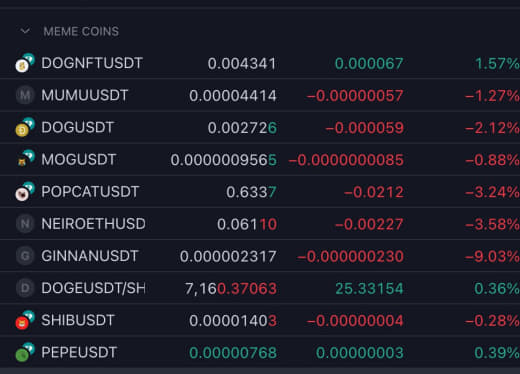 MEME COINS
DOGNFTUSDT 0.004341 0.000067 1.57%
M MUMUUSDT 0.00004414 −0.00000057 −1.27%
DOGUSDT 0.002726 −0.000059 −2.12%
MOGUSDT 0.0000009565 −0.0000000085 −0.88%
POPCATUSDT 0.6337 −0.0212 −3.24%
N NEIROETHUSD 0.06110 −0.00227 −3.58%
G GINNANUSDT 0.000002317 −0.000000230 −9.03%
D DOGEUSDT/SH 7,160.37063 25.33154 0.36%
SHIBUSDT 0.00001403 −0.00000004 −0.28%
PEPEUSDT 0.00000768 0.00000003 0.39%